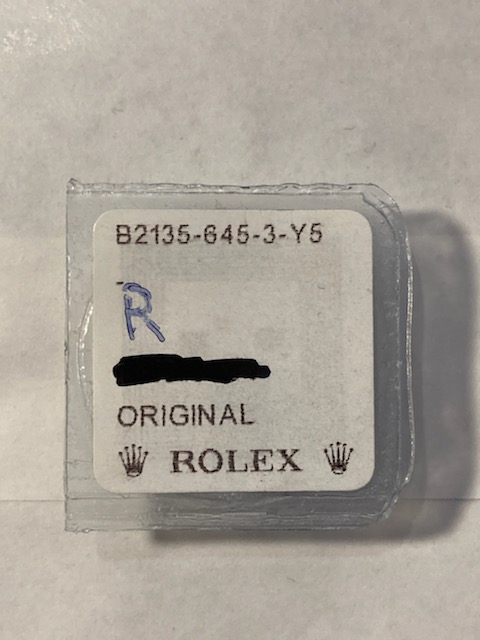 B2135-645-3-Y5
R
ORIGINAL
ROLEX